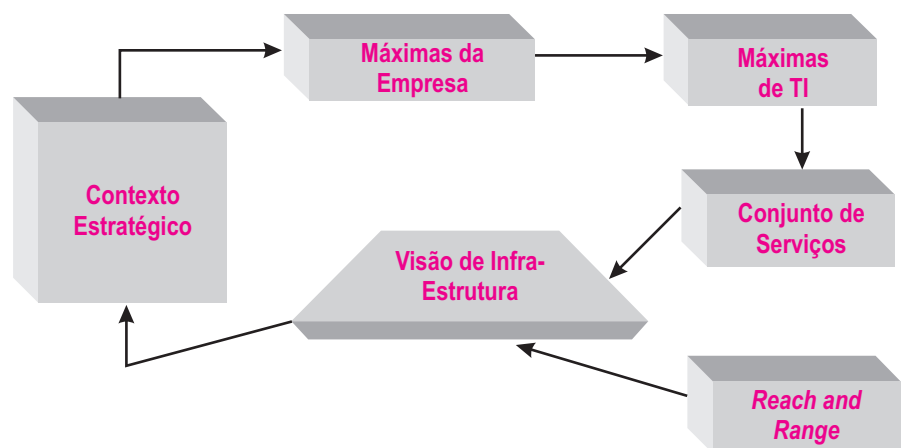 Máximas da
Empresa
Máximas
de TI
Contexto
Estratégico
Conjunto de
Serviços
Visão de Infra-
Estrutura
Reach and
Range